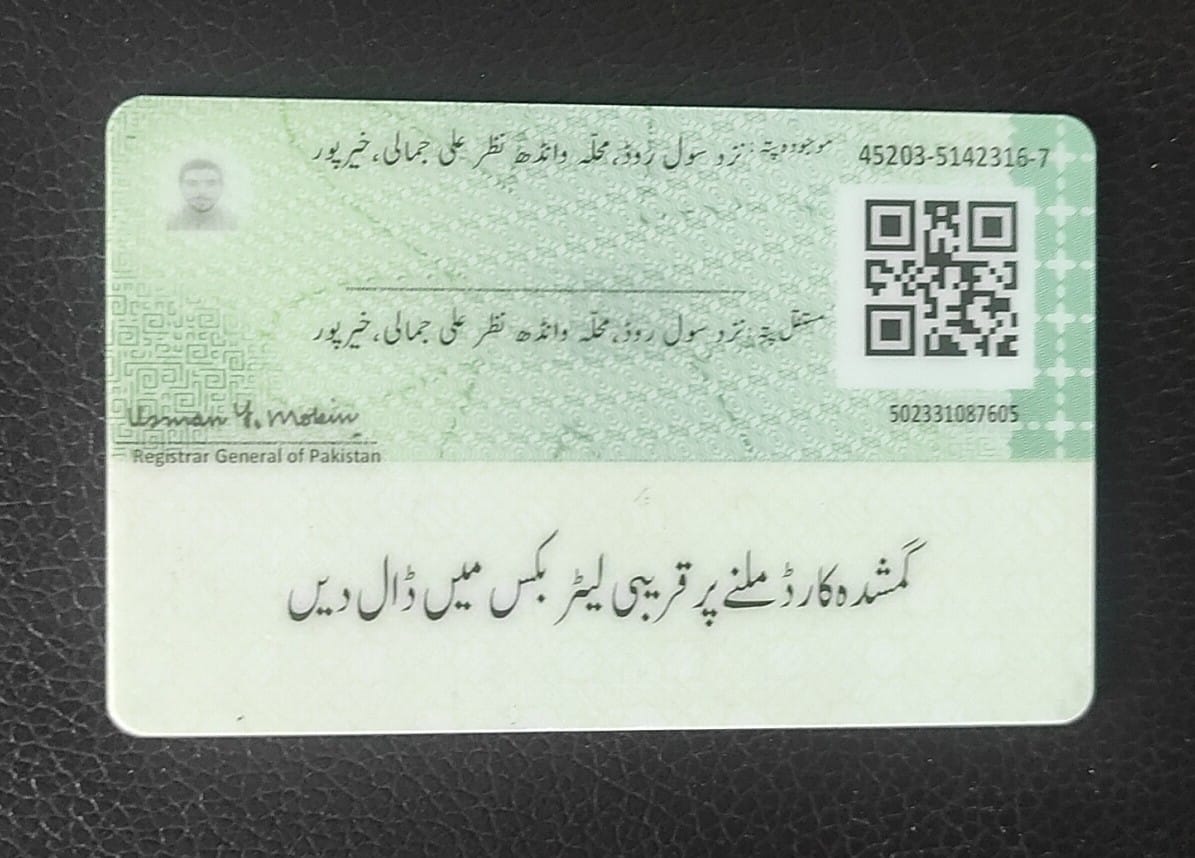 45203-5142316-7
موجودہ پتہ: نزد سول روڈ، محلہ وانڈھ نظر علی جمالی، خیرپور
مستقل پتہ: نزد سول روڈ، محلہ وانڈھ نظر علی جمالی، خیرپور
502331087605
Usman Y. Mobin
Registrar General of Pakistan
گمشدہ کارڈ ملنے پر قریبی لیٹر بکس میں ڈال دیں